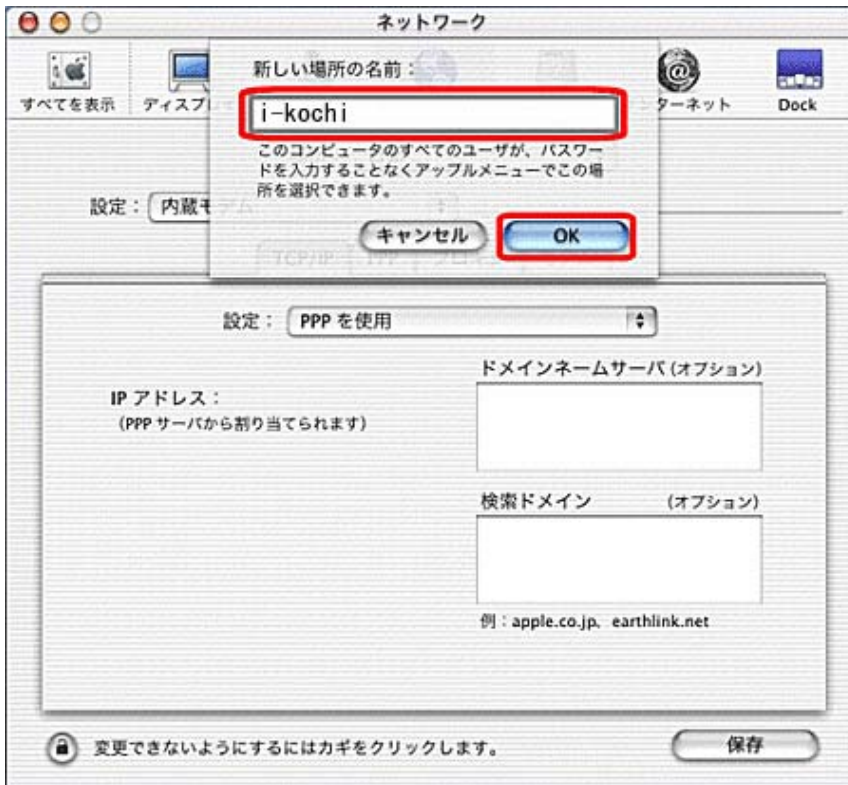 ネットワーク
すべてを表示
ディスプレ
ターネット
Dock
新しい場所の名前：
i-kochi
このコンピュータのすべてのユーザが、パスワー
ドを入力することなくアップルメニューでこの場
所を選択できます。
キャンセル
OK
設定：
内蔵モデム
TCP/IP
設定：
PPP を使用
IP アドレス：
（PPP サーバから割り当てられます）
ドメインネームサーバ（オプション）
検索ドメイン
（オプション）
例：apple.co.jp、earthlink.net
変更できないようにするにはカギをクリックします。
保存